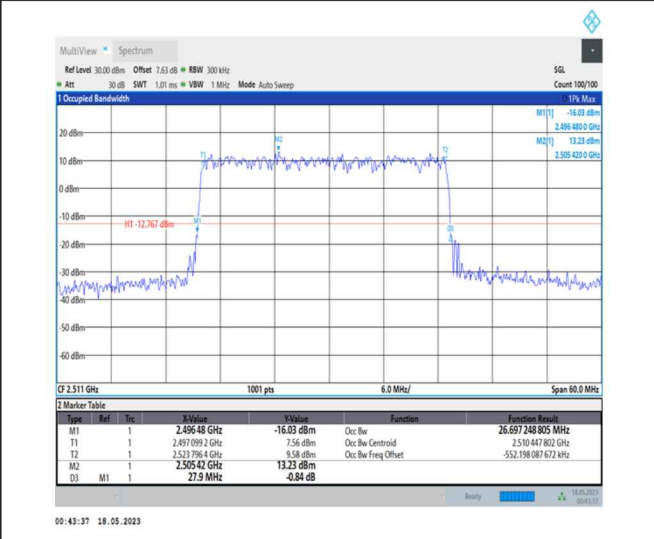 MultiView Spectrum
Ref Level 30.00 dBm Offset 7.63 dB RBW 300 kHz SGL
Att 30 dB SWT 1.01 ms VBW 1 MHz Mode Auto Sweep Count 100/100
1 Occupied Bandwidth 1Pk Max
M1[1] -16.03 dBm
2.496 480 0 GHz
M2[1] 13.23 dBm
2.505 420 0 GHz
20 dBm
M2
T1
T2
10 dBm
0 dBm
-10 dBm
M1
H1 -12.767 dBm
D3
-20 dBm
-30 dBm
-40 dBm
-50 dBm
-60 dBm
CF 2.511 GHz 1001 pts 6.0 MHz/ Span 60.0 MHz
2 Marker Table
Type Ref Trc X-Value Y-Value Function Function Result
M1 1 2.496 48 GHz -16.03 dBm Occ Bw 26.697 248 805 MHz
T1 1 2.497 099 2 GHz 7.56 dBm Occ Bw Centroid 2.510 447 802 GHz
T2 1 2.523 796 4 GHz 9.58 dBm Occ Bw Freq Offset -552.198 087 672 kHz
M2 1 2.505 42 GHz 13.23 dBm
D3 M1 1 27.9 MHz -0.84 dB
Ready 18.05.2023
00:43:37
00:43:37 18.05.2023